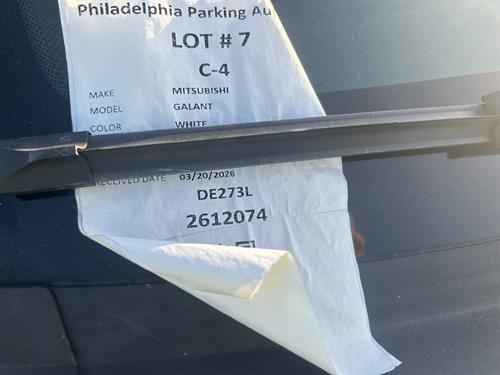 Philadelphia Parking Au
LOT # 7
C-4
MAKE MITSUBISHI
MODEL GALANT
COLOR WHITE
RECEIVED DATE 03/20/2026
DE273L
2612074